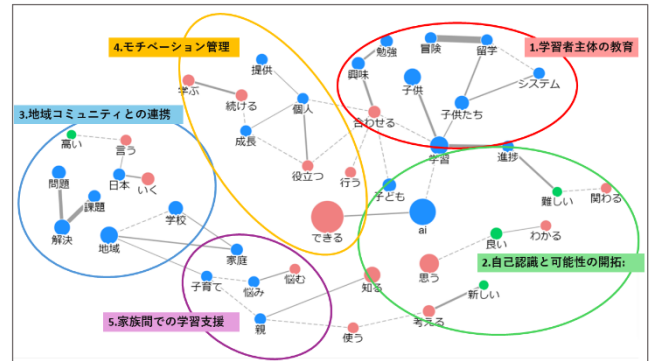 4.モチベーション管理
勉強
冒険
留学
1.学習者主体の教育
提供
興味
学ぶ
子供
システム
続ける
個人
子供たち
3.地域コミュニティとの連携
合わせる
成長
高い
言う
学習
進捗
役立つ
問題
日本
いく
行う
子ども
難しい
関わる
課題
学校
できる
ai
良い
わかる
解決
地域
家庭
思う
2.自己認識と可能性の開拓:
子育て
悩み
悩む
知る
新しい
5.家族間での学習支援
親
使う
考える